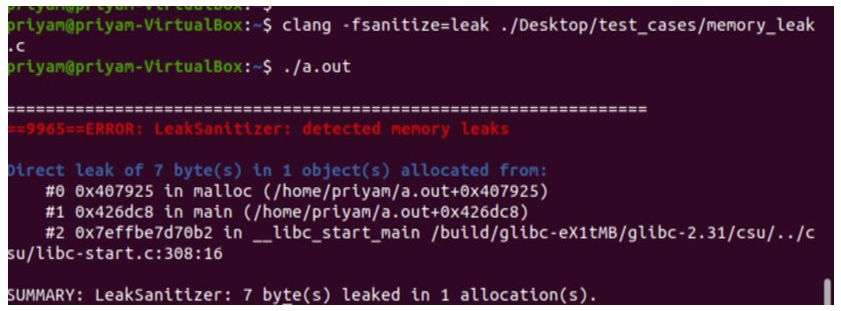 priyam@priyam-VirtualBox:~$ clang -fsanitize=leak ./Desktop/test_cases/memory_leak
.c
priyam@priyam-VirtualBox:~$ ./a.out
=================================================================
==9965==ERROR: LeakSanitizer: detected memory leaks
Direct leak of 7 byte(s) in 1 object(s) allocated from:
#0 0x407925 in malloc (/home/priyam/a.out+0x407925)
#1 0x426dc8 in main (/home/priyam/a.out+0x426dc8)
#2 0x7effbe7d70b2 in __libc_start_main /build/glibc-eX1tMB/glibc-2.31/csu/../c
su/libc-start.c:308:16
SUMMARY: LeakSanitizer: 7 byte(s) leaked in 1 allocation(s).